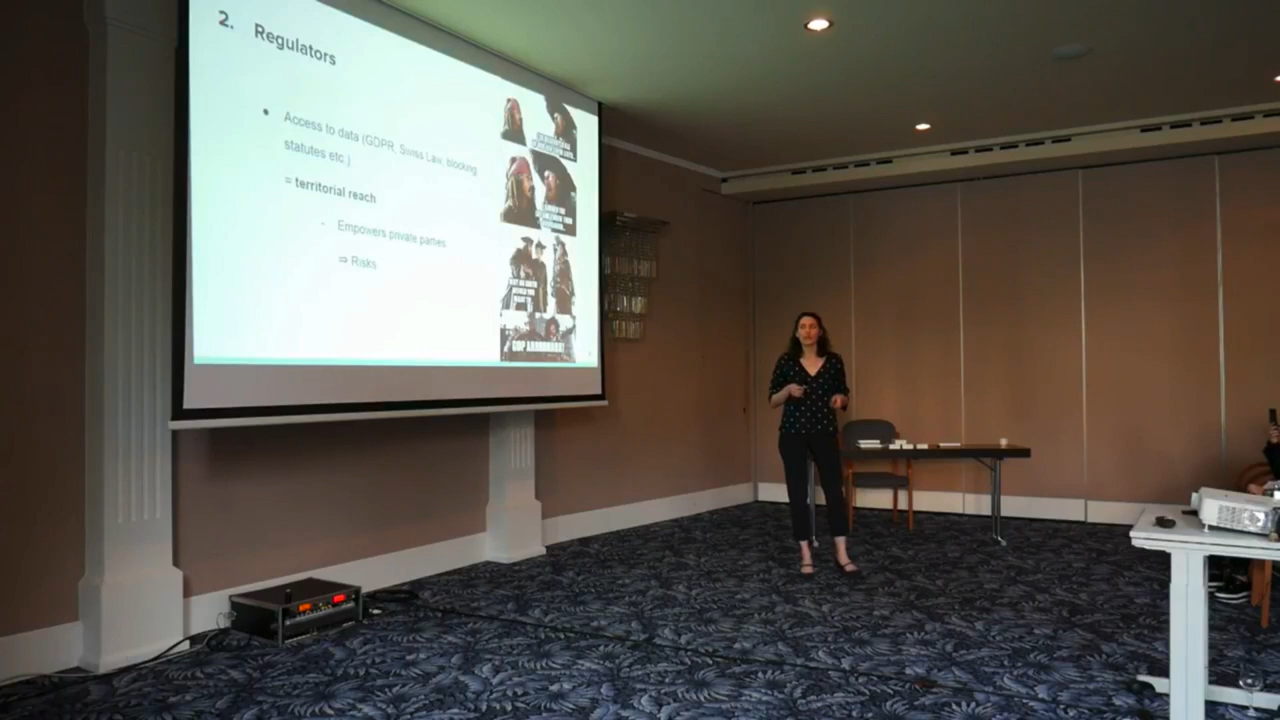 2. Regulators
• Access to data (GDPR, Swiss Law, blocking
statutes etc.)
= territorial reach
- Empowers private parties
⇒ Risks